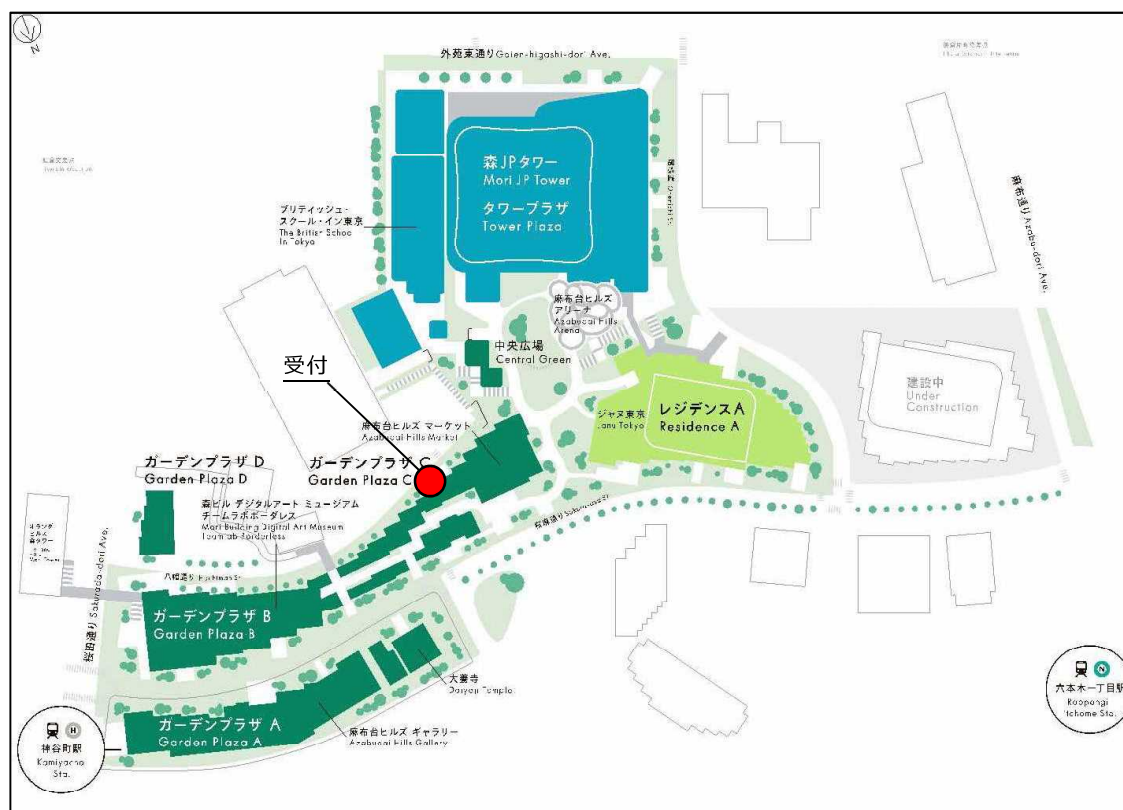 N
外苑東通り Gaien-higashi-dori Ave.
森JPタワー
Mori JP Tower
タワープラザ
Tower Plaza
ブリティッシュ・
スクール・イン東京
The British School
In Tokyo
麻布通り Azabu-dori Ave.
麻布台ヒルズ
アリーナ
Azabudai Hills
Arena
中央広場
Central Green
受付
建設中
Under
Construction
ジャヌ東京
Janu Tokyo
レジデンス A
Residence A
麻布台ヒルズ マーケット
Azabudai Hills Market
ガーデンプラザ D
Garden Plaza D
ガーデンプラザ C
Garden Plaza C
森ビル デジタルアート ミュージアム
チームラボボーダレス
Mori Building Digital Art Museum
teamLab Borderless
桜田通り Sakurada-dori Ave.
ガーデンプラザ B
Garden Plaza B
大養寺
Daiyoji Temple
ガーデンプラザ A
Garden Plaza A
麻布台ヒルズ ギャラリー
Azabudai Hills Gallery
H
神谷町駅
Kamiyacho
Sta.
N
六本木一丁目駅
Roppongi
Itchome Sta.